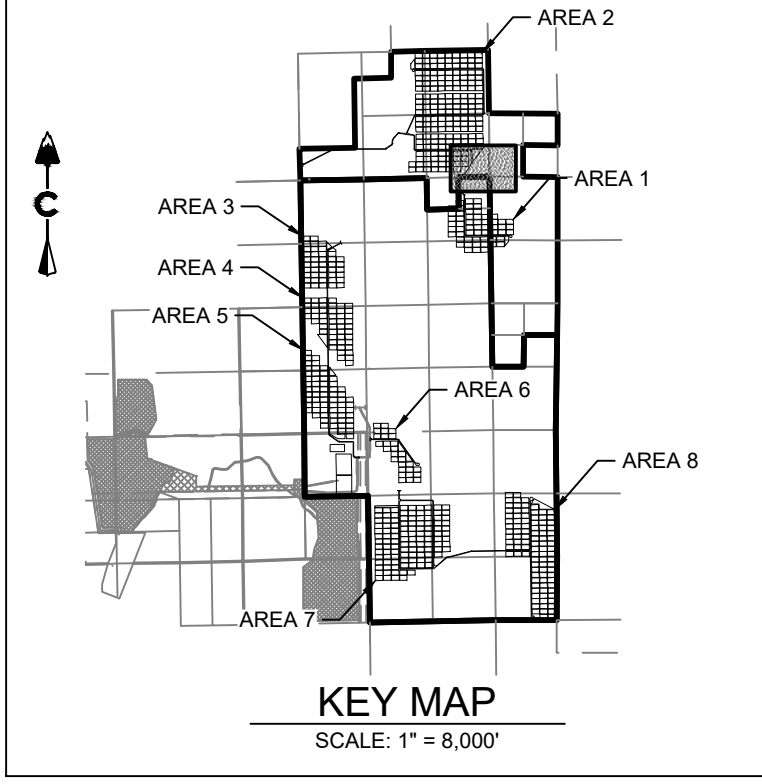 AREA 2
AREA 1
AREA 3
AREA 4
AREA 5
AREA 6
AREA 8
AREA 7
C
KEY MAP
SCALE: 1" = 8,000'